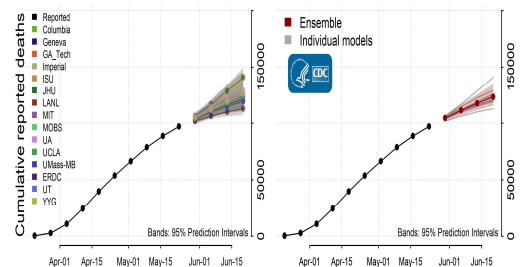 Cumulative reported deaths
Reported
Columbia
Geneva
GA_Tech
Imperial
ISU
JHU
LANL
MIT
MOBS
UA
UCLA
UMass-MB
ERDC
UT
YYG
150000
50000
0
Bands: 95% Prediction Intervals
Apr-01
Apr-15
May-01
May-15
Jun-01
Jun-15
Ensemble
Individual models
CDC
150000
50000
0
Bands: 95% Prediction Intervals
Apr-01
Apr-15
May-01
May-15
Jun-01
Jun-15